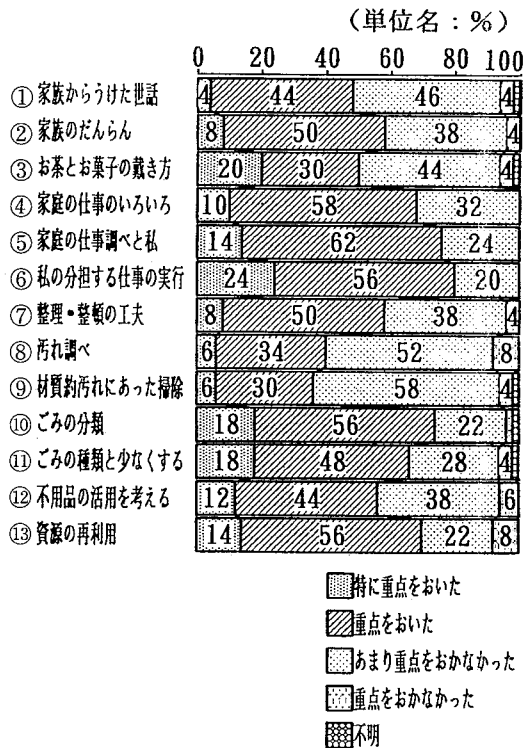 （単位名：％）
0 20 40 60 80 100
①家族からうけた世話 4 44 46 4
②家族のだんらん 8 50 38 4
③お茶とお菓子の戴き方 20 30 44 4
④家庭の仕事のいろいろ 10 58 32
⑤家庭の仕事調べと私 14 62 24
⑥私の分担する仕事の実行 24 56 20
⑦整理・整頓の工夫 8 50 38 4
⑧汚れ調べ 6 34 52 8
⑨材質約汚れにあった掃除 6 30 58 4
⑩ごみの分類 18 56 22
⑪ごみの種類と少なくする 18 48 28 4
⑫不用品の活用を考える 12 44 38 6
⑬資源の再利用 14 56 22 8
特に重点をおいた
重点をおいた
あまり重点をおかなかった
重点をおかなかった
不明